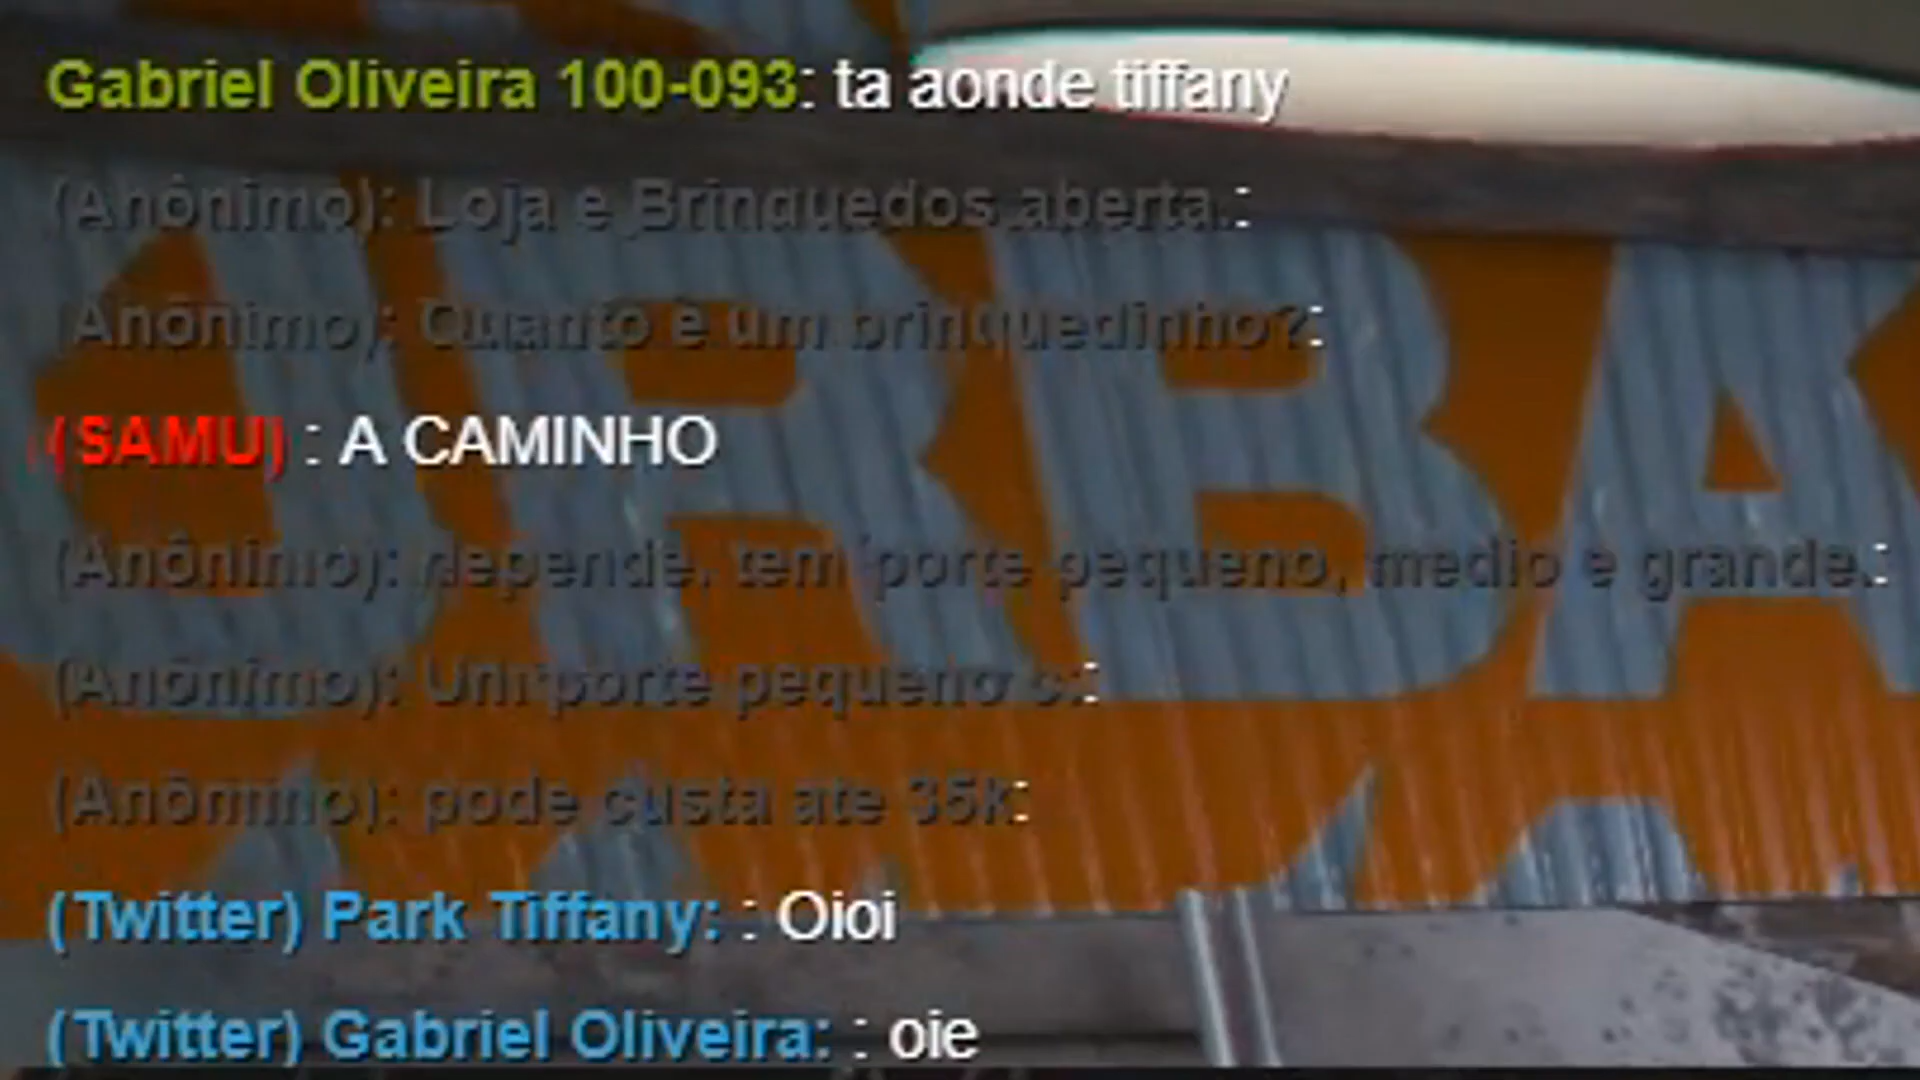 Gabriel Oliveira 100-093: ta aonde tiffany
(Anônimo): Loja e Brinquedos aberta.:
(Anônimo): Quanto é um brinquedinho?:
(SAMU) : A CAMINHO
(Anônimo): depende. tem porte pequeno, medio e grande.:
(Anônimo): Um porte pequeno c::
(Anônimo): pode custa ate 35k:
(Twitter) Park Tiffany: : Oioi
(Twitter) Gabriel Oliveira: : oie